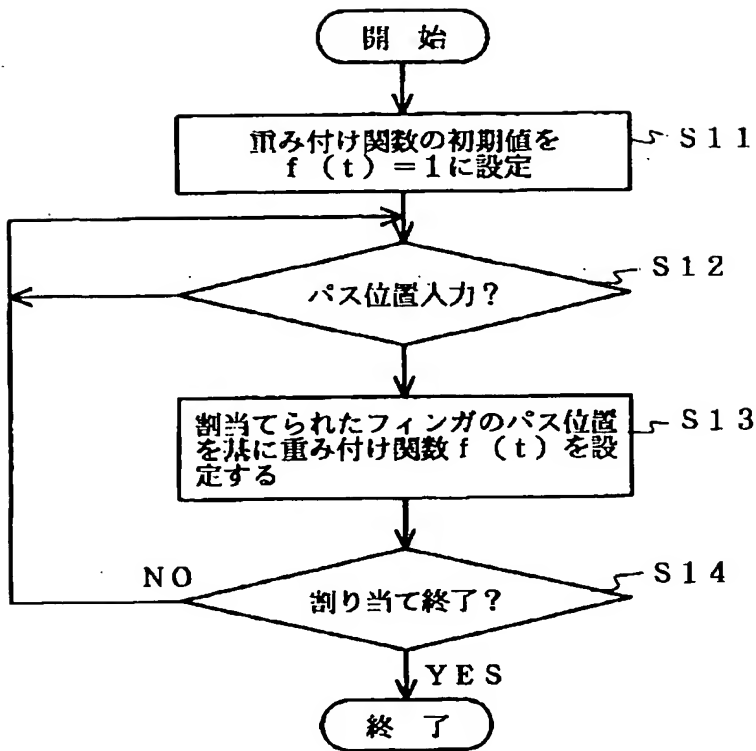 開 始
重み付け関数の初期値を
f (t) = 1に設定
S11
パス位置入力?
S12
割当てられたフィンガのパス位置
を基に重み付け関数 f (t) を設
定する
S13
割り当て終了?
S14
NO
YES
終 了